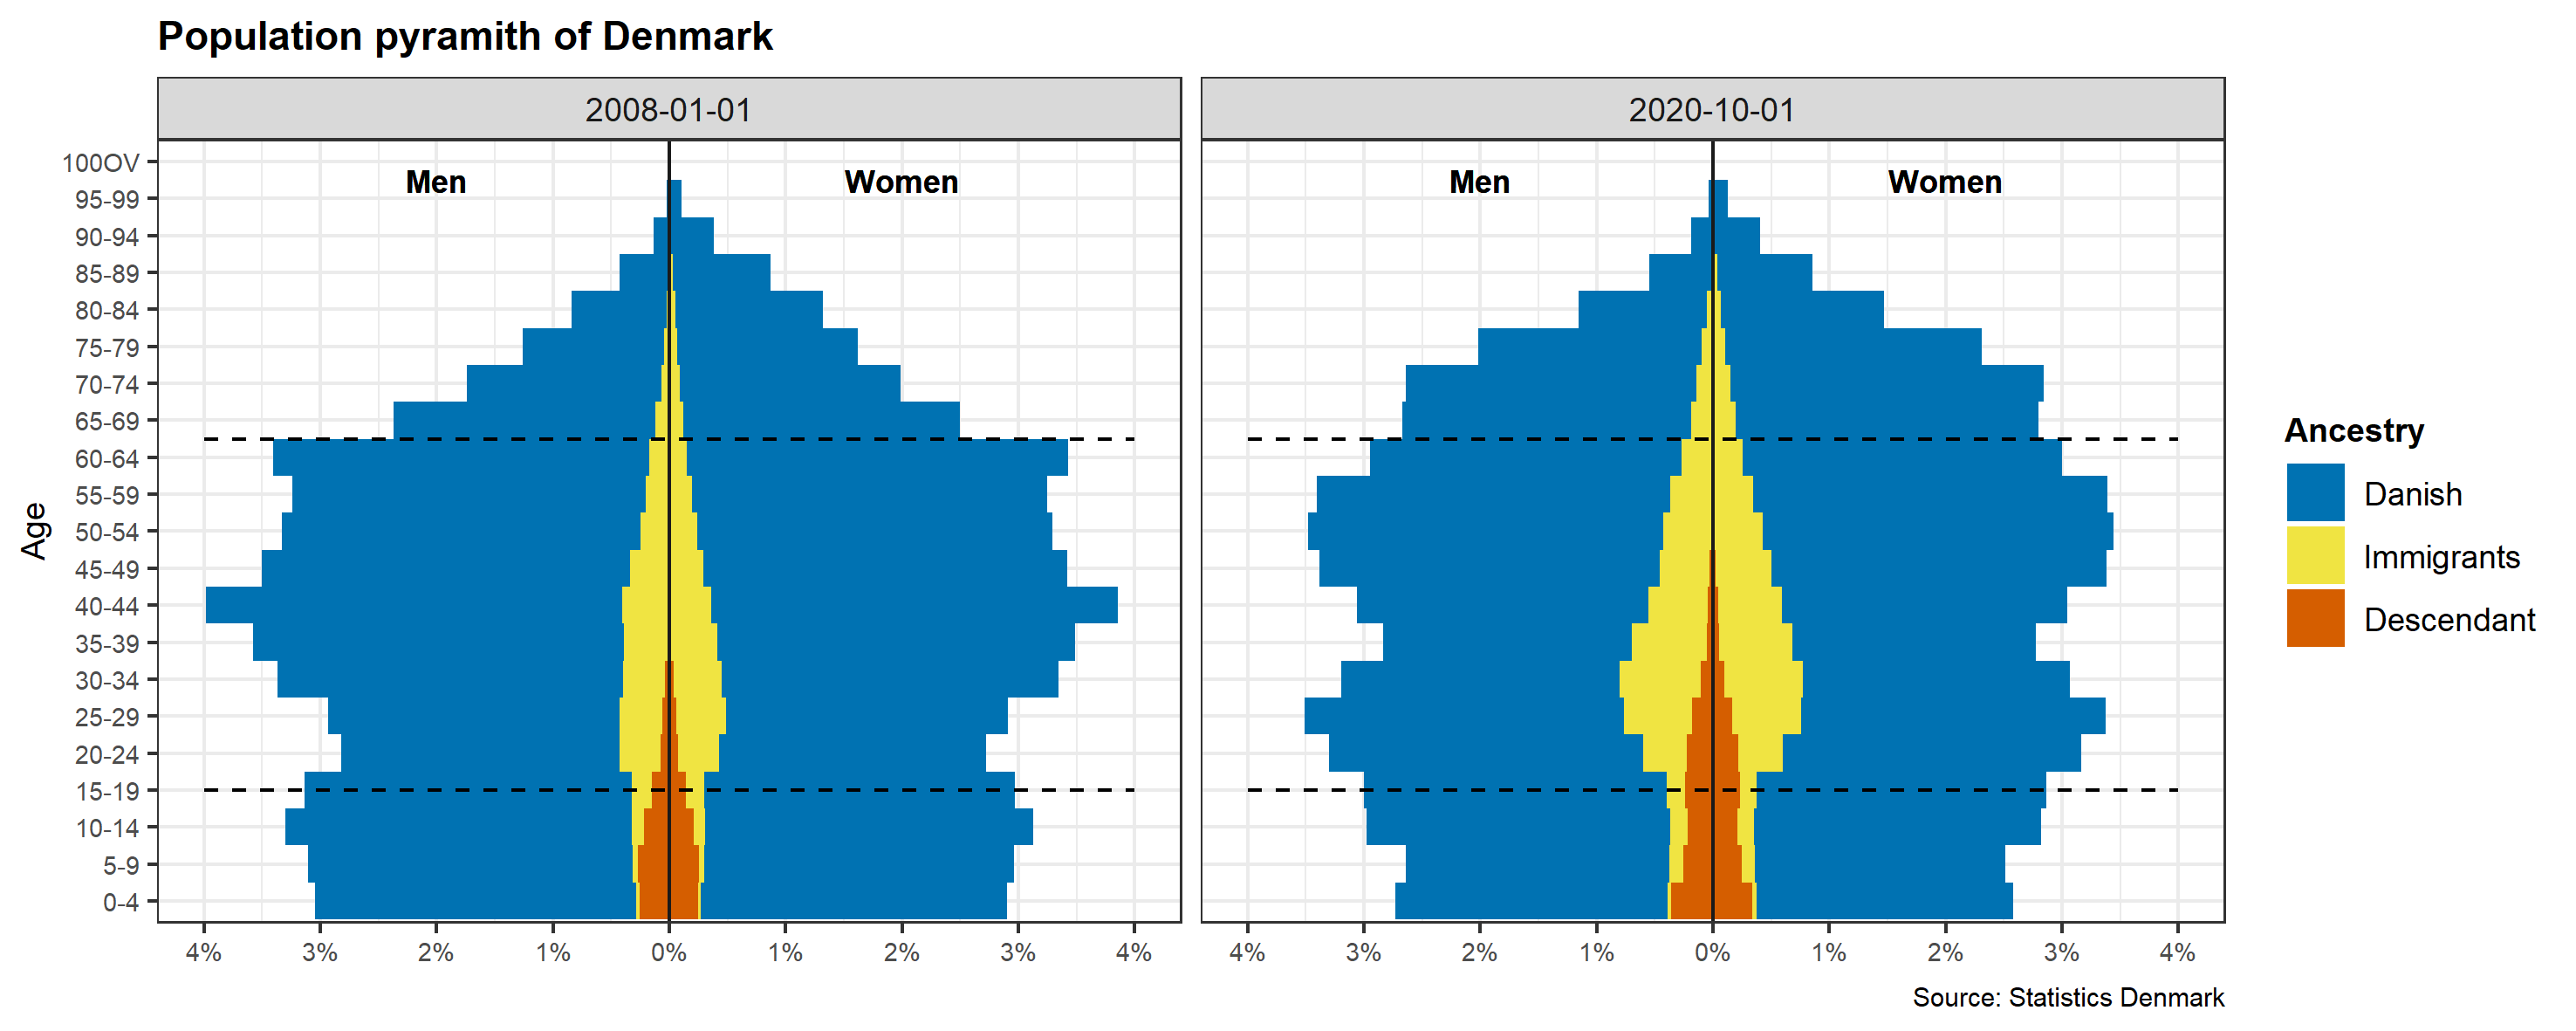 Population pyramith of Denmark
2008-01-01
2020-10-01
Men
Women
Men
Women
Age
100OV
95-99
90-94
85-89
80-84
75-79
70-74
65-69
60-64
55-59
50-54
45-49
40-44
35-39
30-34
25-29
20-24
15-19
10-14
5-9
0-4
4% 3% 2% 1% 0% 1% 2% 3% 4%
4% 3% 2% 1% 0% 1% 2% 3% 4%
Ancestry
Danish
Immigrants
Descendant
Source: Statistics Denmark